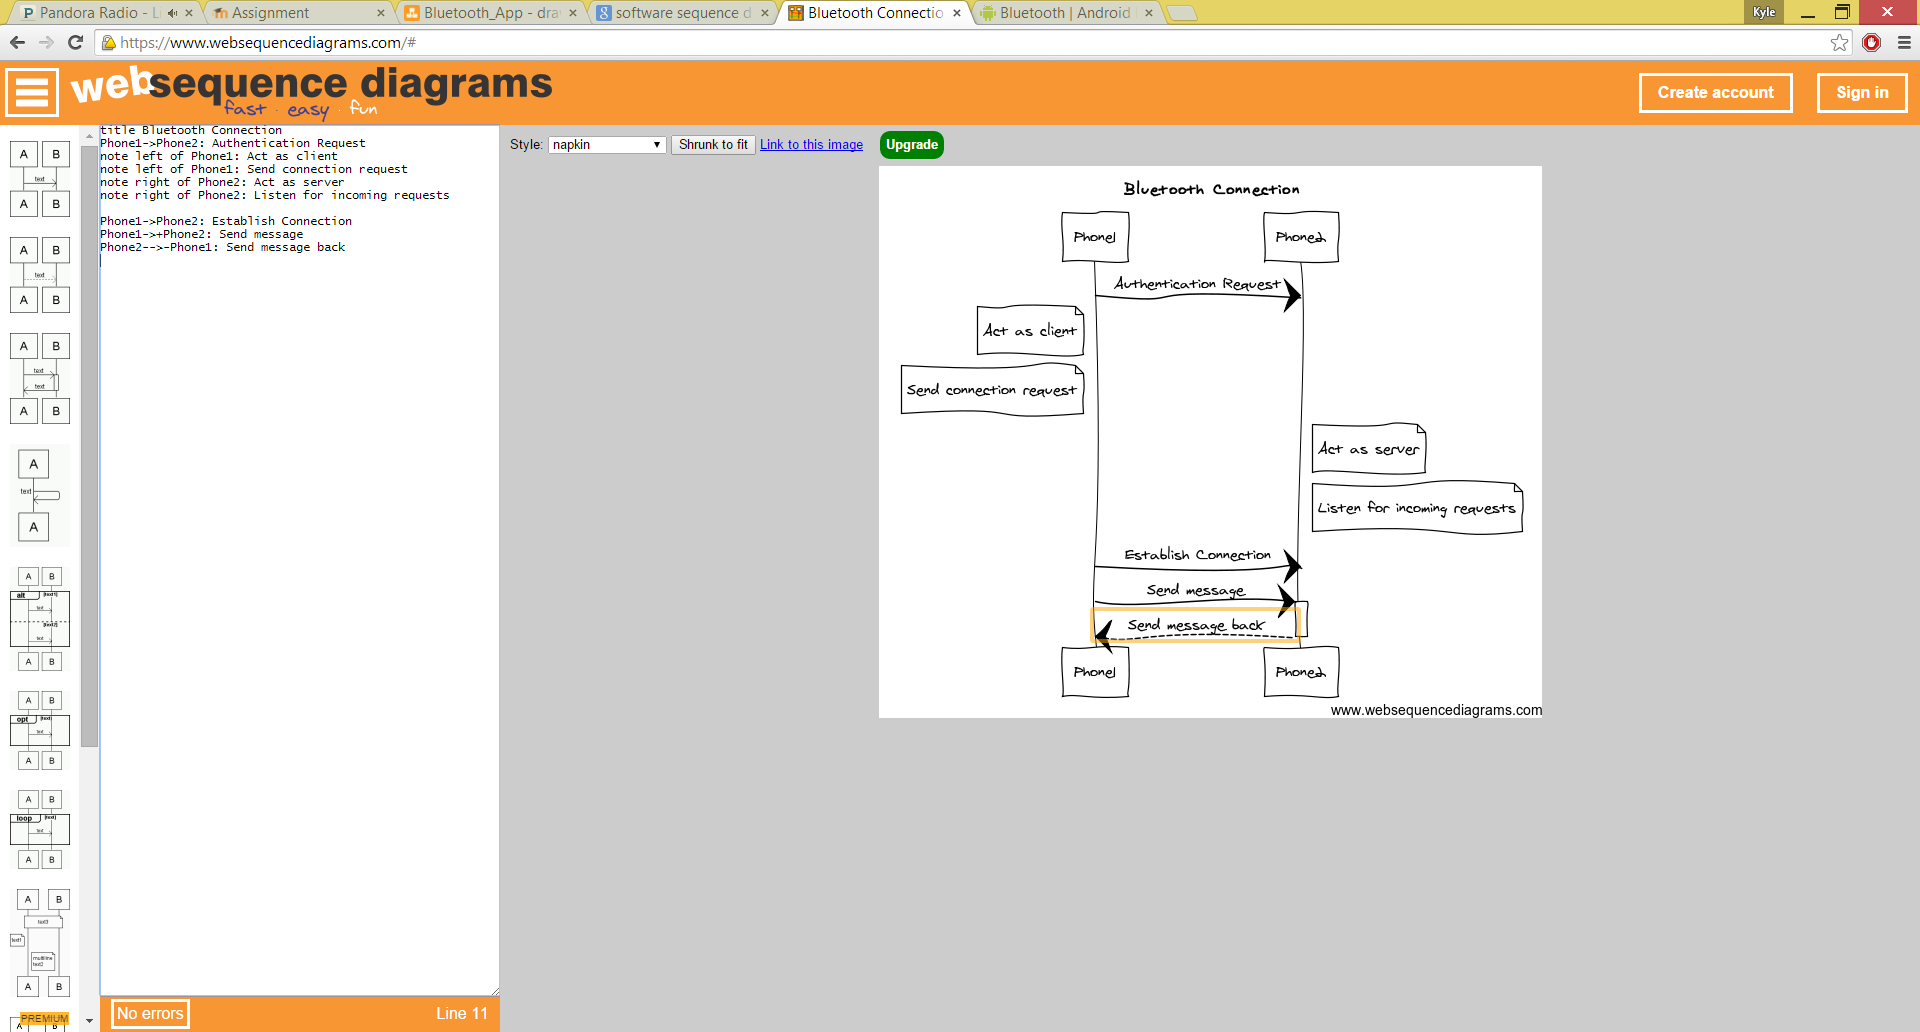 Pandora Radio - Li
Assignment
Bluetooth_App - dra
software sequence d
Bluetooth Connectio
Bluetooth | Android
Kyle
https://www.websequencediagrams.com/#
websequence diagrams
fast · easy · fun
Create account
Sign in
title Bluetooth Connection
Phone1->Phone2: Authentication Request
note left of Phone1: Act as client
note left of Phone1: Send connection request
note right of Phone2: Act as server
note right of Phone2: Listen for incoming requests
Phone1->Phone2: Establish Connection
Phone1->+Phone2: Send message
Phone2-->-Phone1: Send message back
Style: napkin
Shrunk to fit
Link to this image
Upgrade
Bluetooth Connection
Phone1
Phone2
Authentication Request
Act as client
Send connection request
Act as server
Listen for incoming requests
Establish Connection
Send message
Send message back
Phone1
Phone2
www.websequencediagrams.com
A B
text
A B
A B
text
A B
A B
text
text
A B
A
text
A
A B
alt [text1]
text
[text2]
text
A B
A B
opt [text]
text
A B
A B
loop [text]
text
A B
A B
text3
text1
multiline
text2
A B
PREMIUM
A B
No errors
Line 11